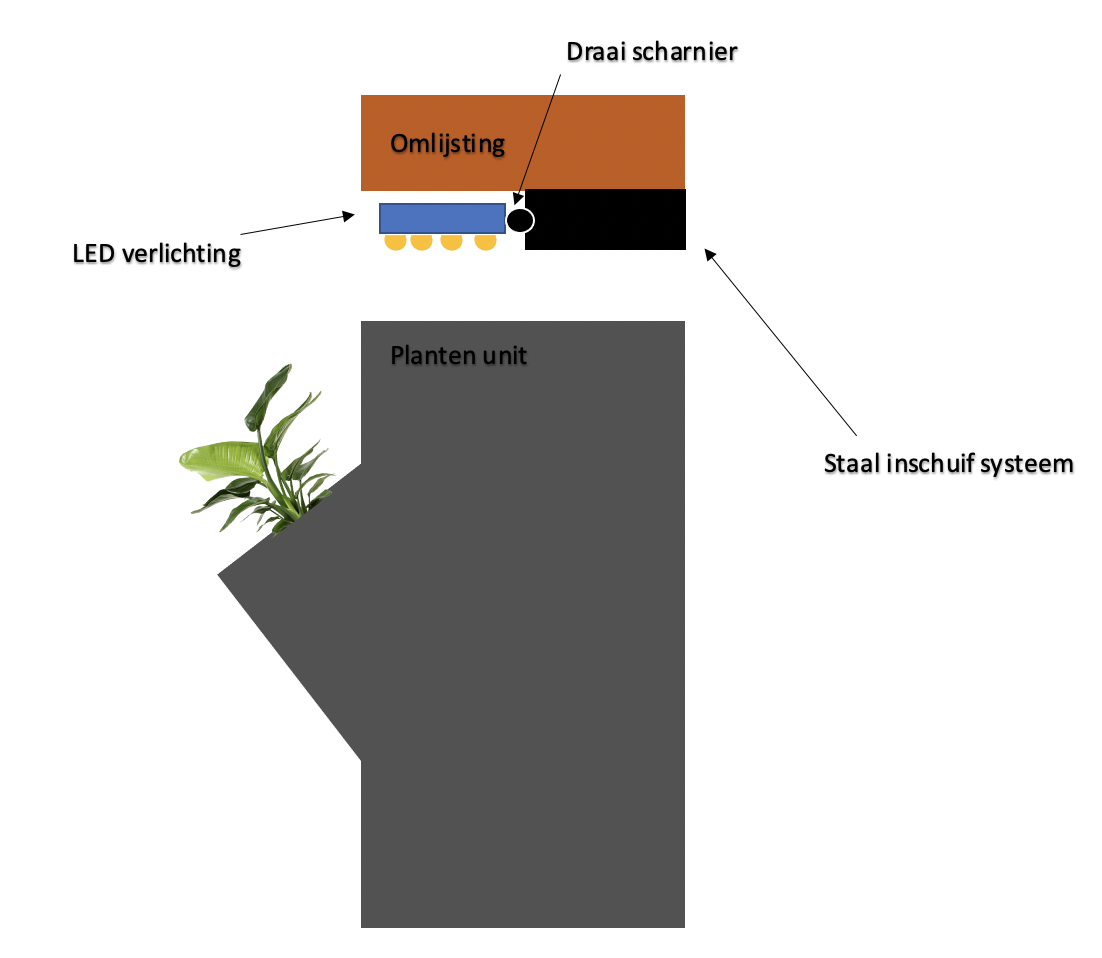 Draai scharnier
Omlijsting
LED verlichting
Planten unit
Staal inschuif systeem